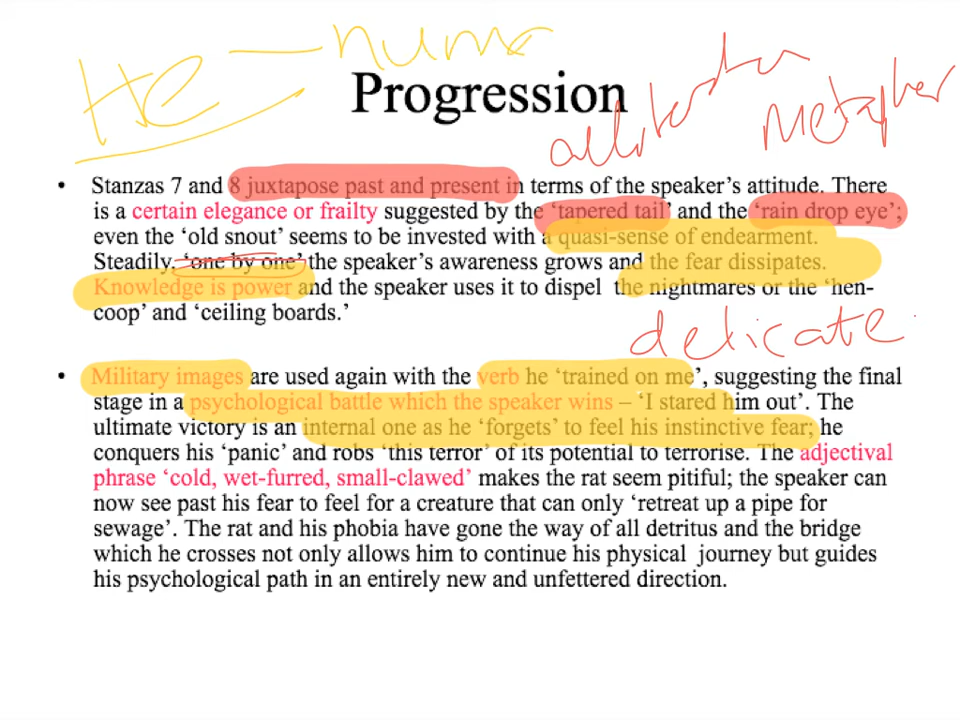 He — huma
Progression
alliteration
metapher
• Stanzas 7 and 8 juxtapose past and present in terms of the speaker’s attitude. There
is a certain elegance or frailty suggested by the ‘tapered tail’ and the ‘rain drop eye’;
even the ‘old snout’ seems to be invested with a quasi-sense of endearment.
Steadily, ‘one by one’ the speaker’s awareness grows and the fear dissipates.
Knowledge is power and the speaker uses it to dispel the nightmares or the ‘hen-
coop’ and ‘ceiling boards.’
delicate
• Military images are used again with the verb he ‘trained on me’, suggesting the final
stage in a psychological battle which the speaker wins – ‘I stared him out’. The
ultimate victory is an internal one as he ‘forgets’ to feel his instinctive fear; he
conquers his ‘panic’ and robs ‘this terror’ of its potential to terrorise. The adjectival
phrase ‘cold, wet-furred, small-clawed’ makes the rat seem pitiful; the speaker can
now see past his fear to feel for a creature that can only ‘retreat up a pipe for
sewage’. The rat and his phobia have gone the way of all detritus and the bridge
which he crosses not only allows him to continue his physical journey but guides
his psychological path in an entirely new and unfettered direction.